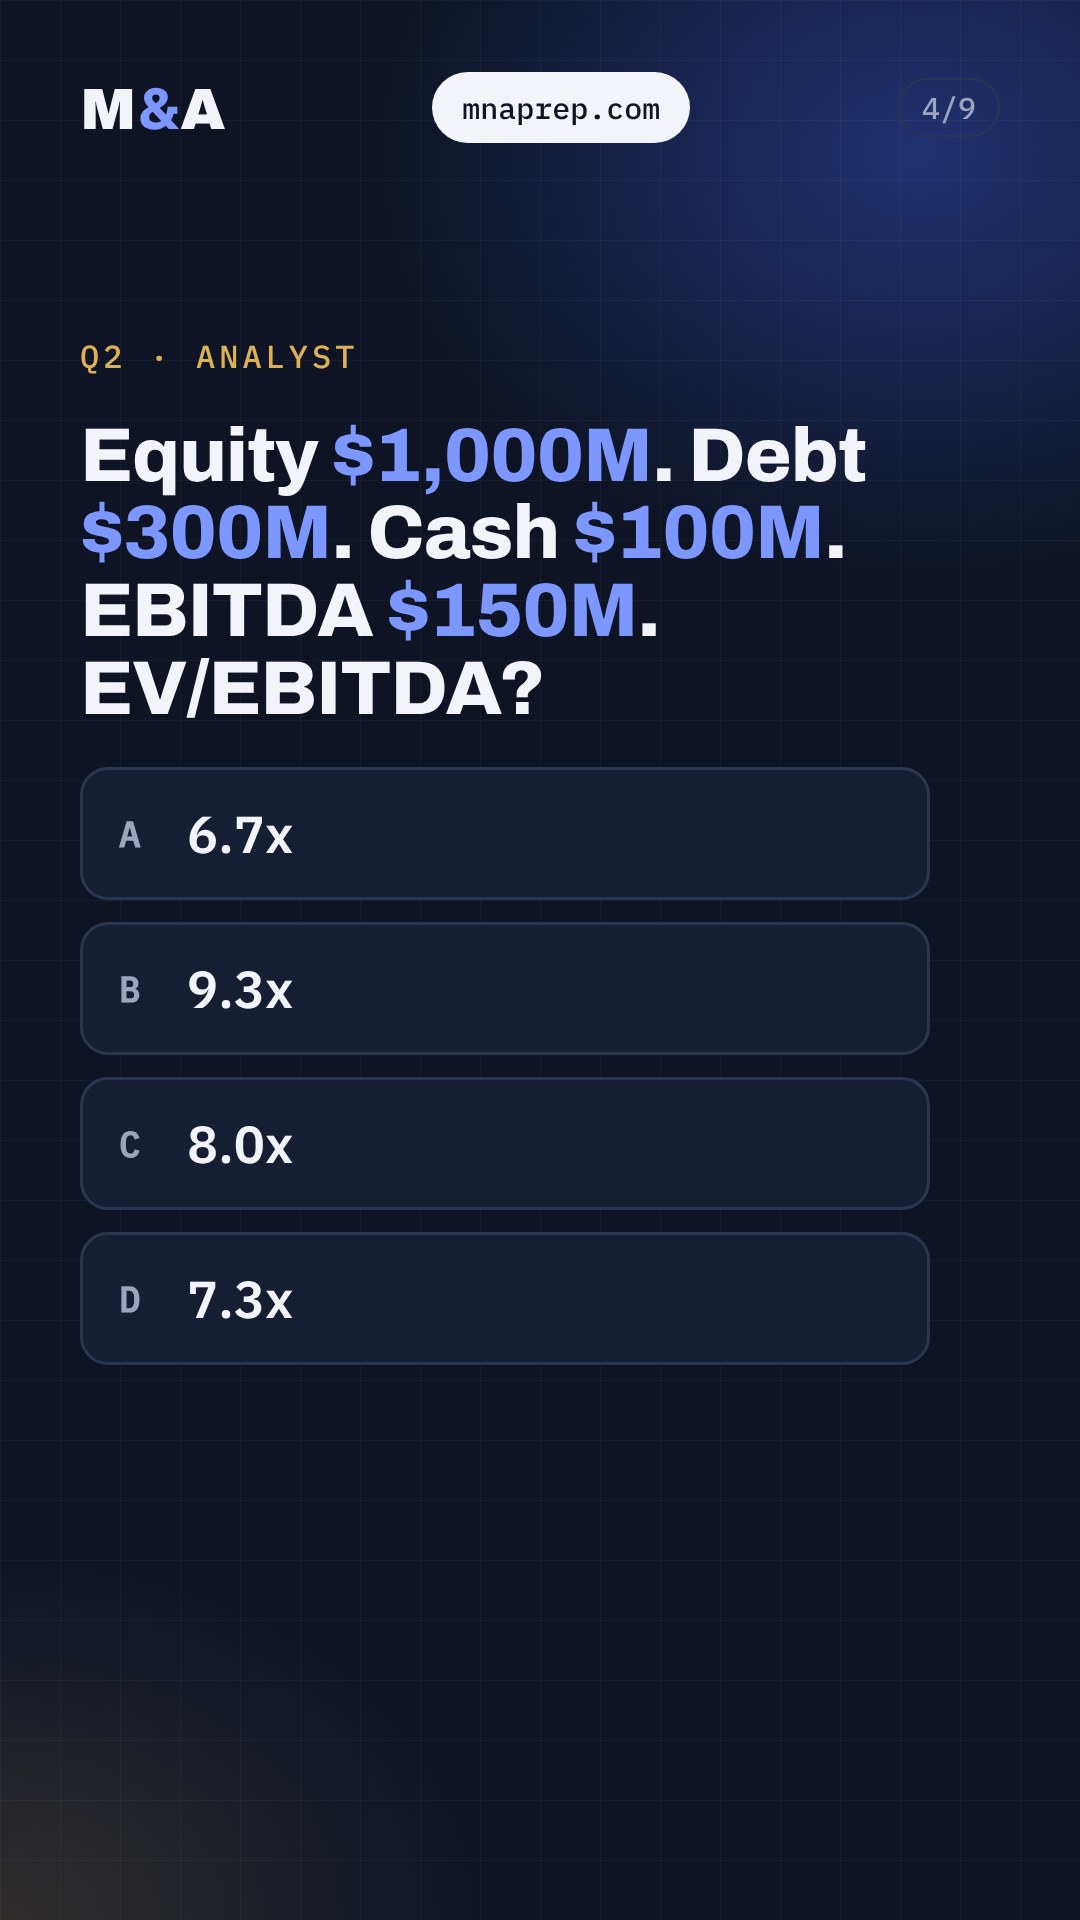 M&A
mnaprep.com
4/9
Q2 · ANALYST
Equity $1,000M. Debt
$300M. Cash $100M.
EBITDA $150M.
EV/EBITDA?
A 6.7x
B 9.3x
C 8.0x
D 7.3x